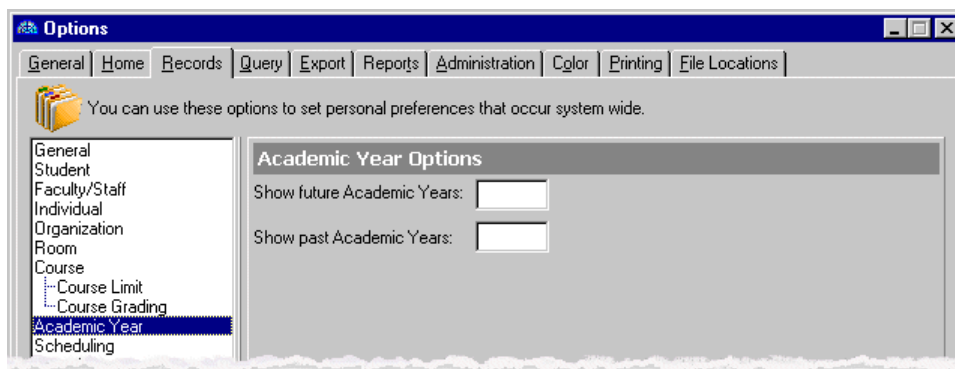 Options
General Home Records Query Export Reports Administration Color Printing File Locations
You can use these options to set personal preferences that occur system wide.
General
Student
Faculty/Staff
Individual
Organization
Room
Course
Course Limit
Course Grading
Academic Year
Scheduling
Academic Year Options
Show future Academic Years:
Show past Academic Years: